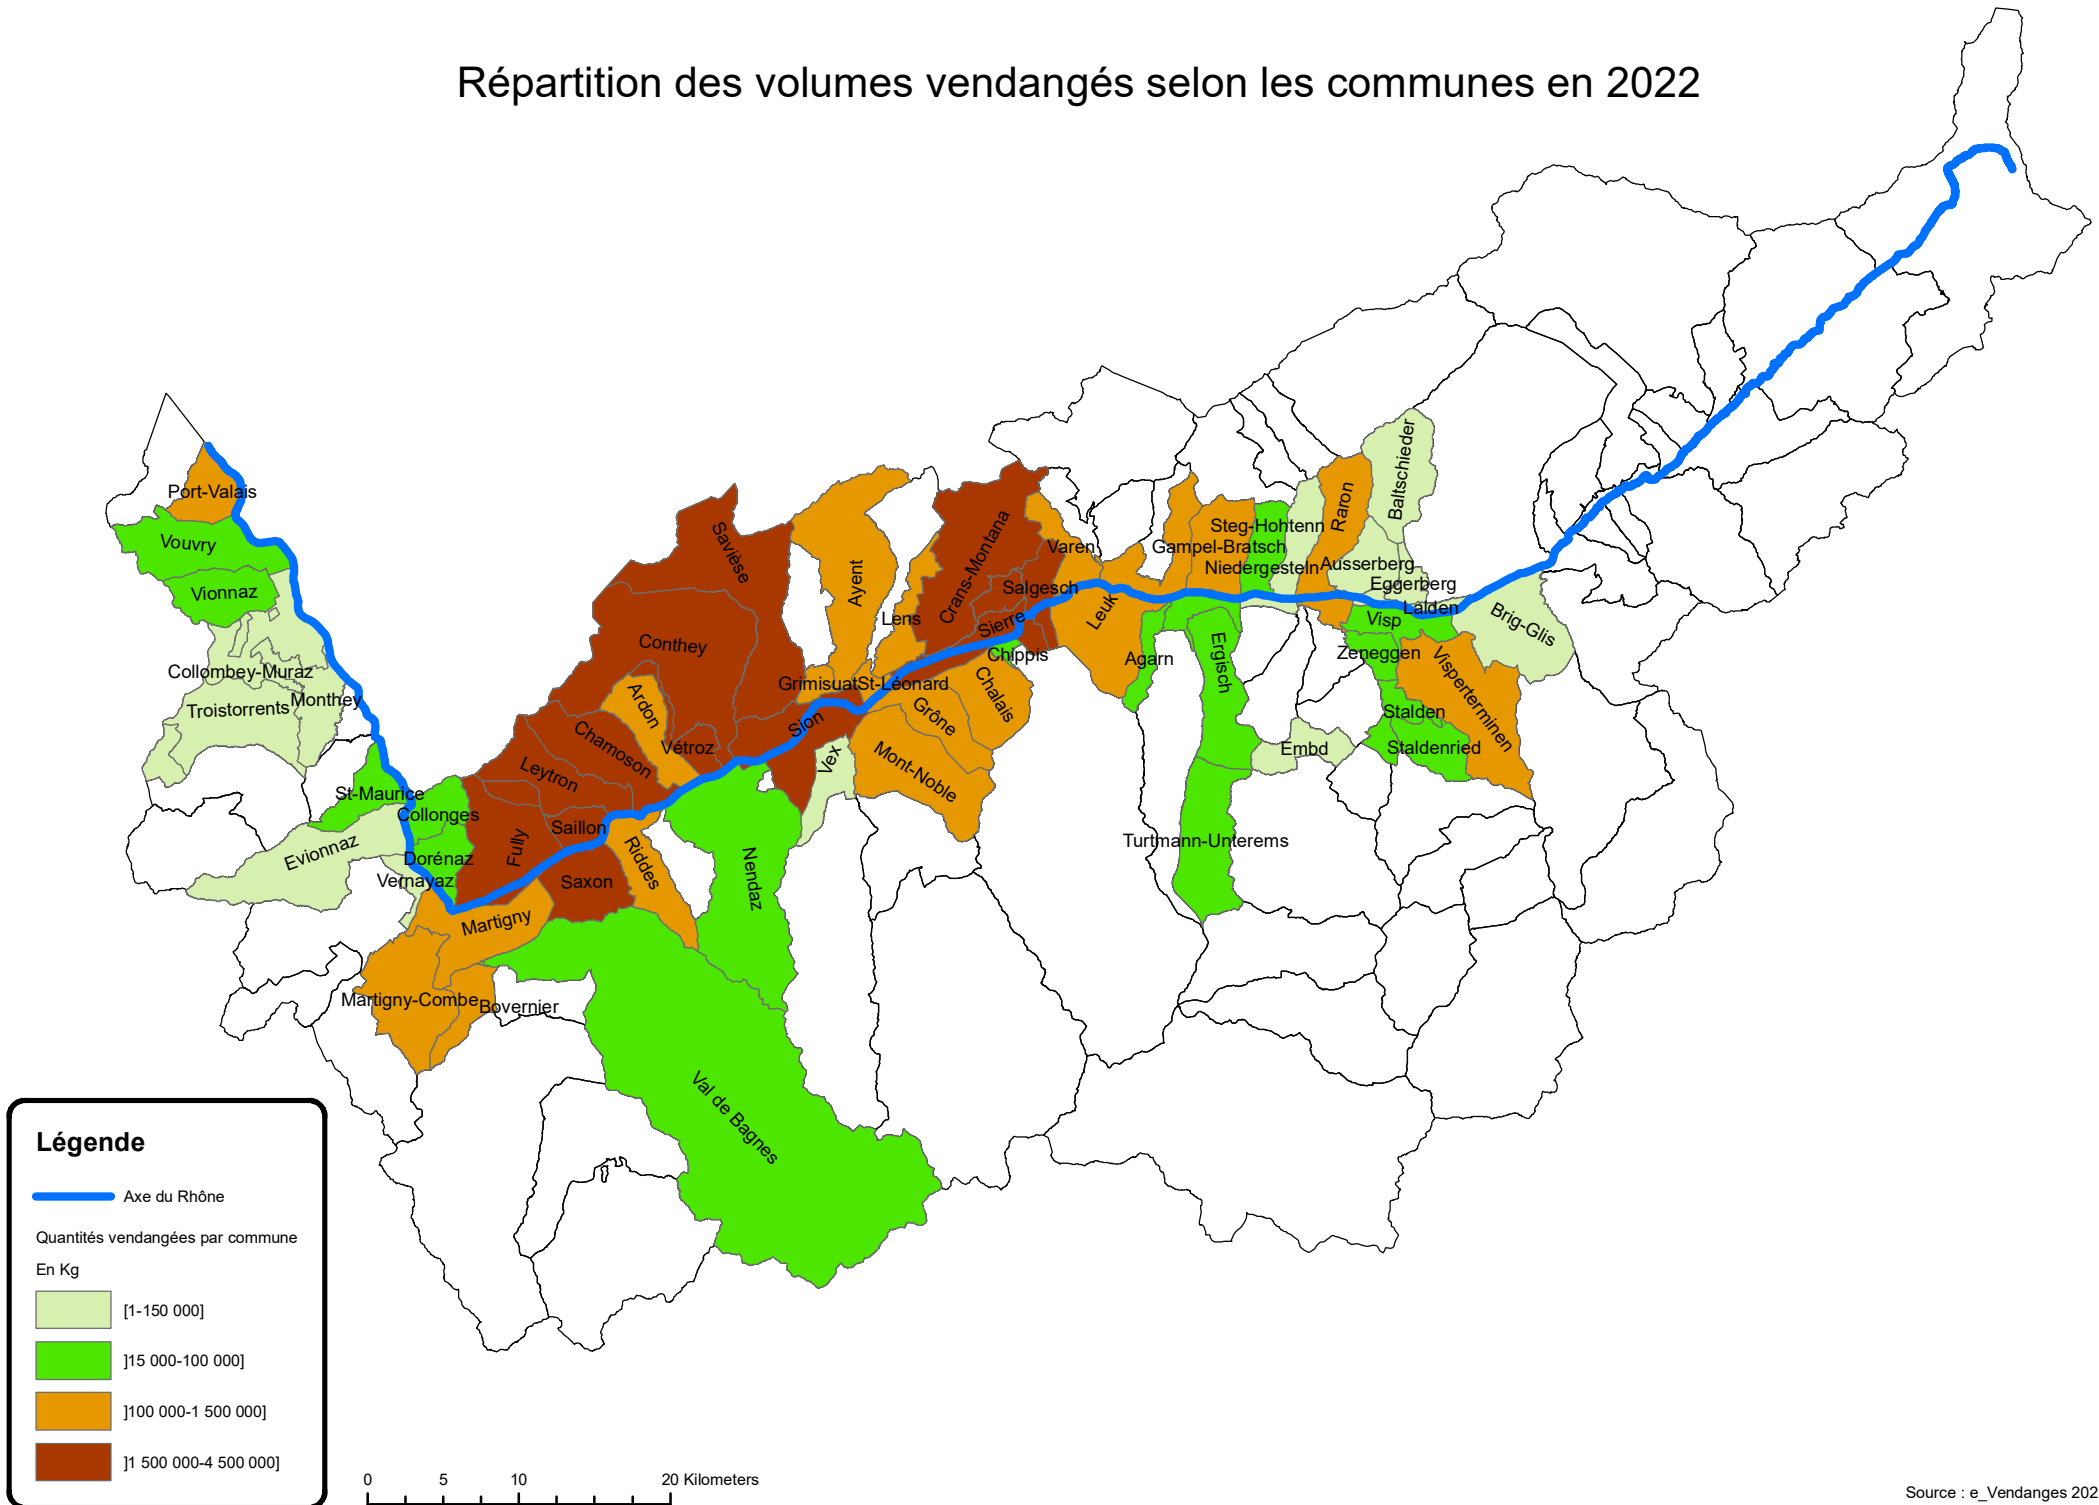 Répartition des volumes vendangés selon les communes en 2022
Port-Valais
Vouvry
Vionnaz
Collombey-Muraz
Troistorrents
Monthey
St-Maurice
Collonges
Evionnaz
Dorénaz
Vernayaz
Martigny
Martigny-Combe
Bovernier
Fully
Leytron
Saillon
Saxon
Chamoson
Riddes
Ardon
Vétroz
Conthey
Savièse
Nendaz
Val de Bagnes
Sion
Vex
Ayent
Grimisuat
St-Léonard
Lens
Crans-Montana
Mont-Noble
Grône
Chalais
Chippis
Sierre
Salgesch
Varen
Leuk
Agarn
Ergisch
Turtmann-Unterems
Gampel-Bratsch
Steg-Hohtenn
Niedergesteln
Raron
Baltschieder
Ausserberg
Eggerberg
Lalden
Visp
Brig-Glis
Zeneggen
Visperterminen
Stalden
Staldenried
Embd
Légende
Axe du Rhône
Quantités vendangées par commune
En Kg
[1-150 000]
]15 000-100 000]
]100 000-1 500 000]
]1 500 000-4 500 000]
0 5 10 20 Kilometers
Source : e_Vendanges 202